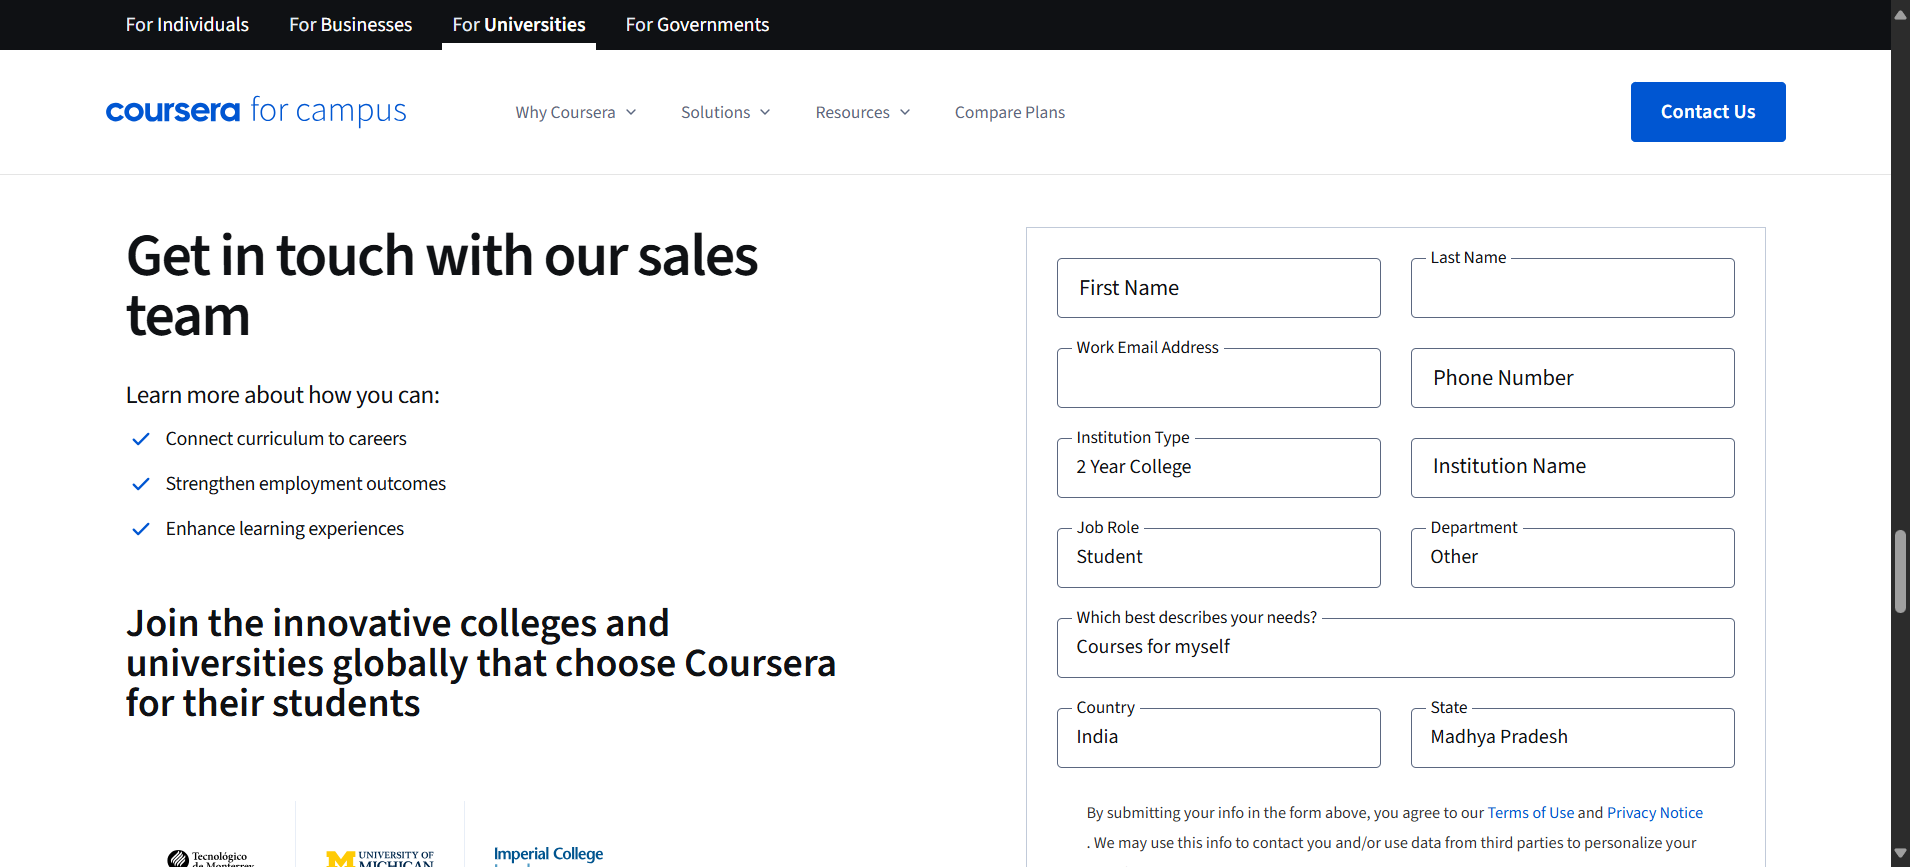 For Individuals
For Businesses
For Universities
For Governments
coursera for campus
Why Coursera
Solutions
Resources
Compare Plans
Contact Us
Get in touch with our sales
team
Learn more about how you can:
Connect curriculum to careers
Strengthen employment outcomes
Enhance learning experiences
Join the innovative colleges and
universities globally that choose Coursera
for their students
Tecnológico
de Monterrey
UNIVERSITY OF
MICHIGAN
Imperial College
First Name
Last Name
Work Email Address
Phone Number
Institution Type
2 Year College
Institution Name
Job Role
Student
Department
Other
Which best describes your needs?
Courses for myself
Country
India
State
Madhya Pradesh
By submitting your info in the form above, you agree to our Terms of Use and Privacy Notice
. We may use this info to contact you and/or use data from third parties to personalize your